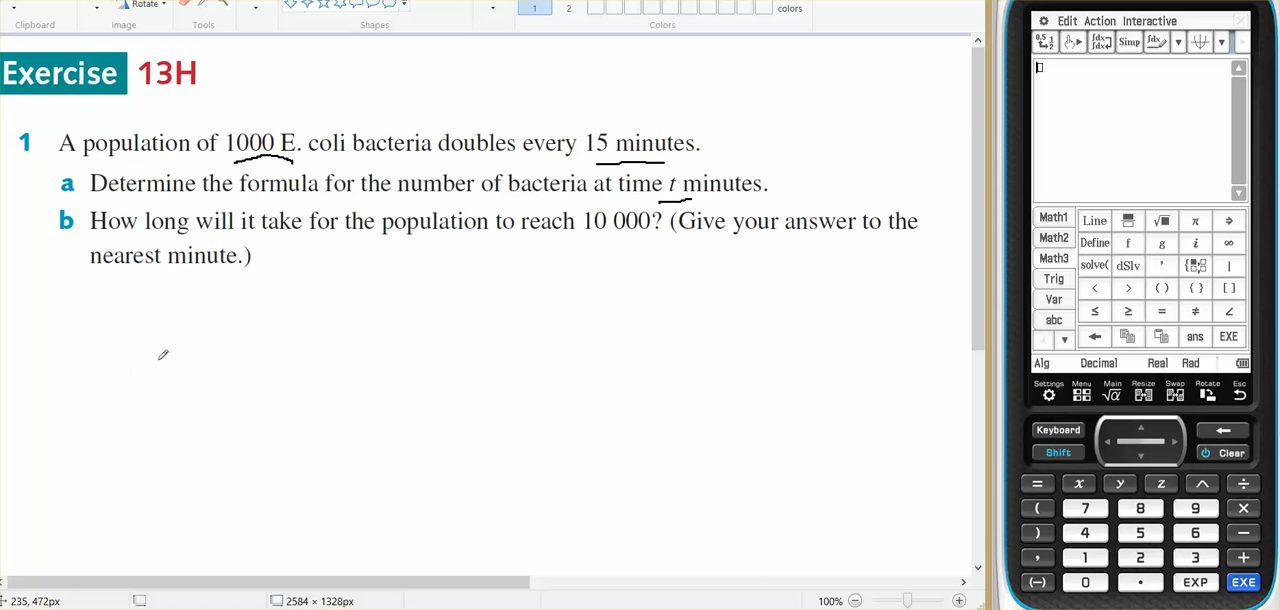 Rotate
Clipboard Image Tools Shapes Colors
1 2 colors
Exercise 13H
1 A population of 1000 E. coli bacteria doubles every 15 minutes.
a Determine the formula for the number of bacteria at time t minutes.
b How long will it take for the population to reach 10 000? (Give your answer to the
nearest minute.)
235, 472px 2584 × 1328px 100%
Edit Action Interactive
Simp
Math1 Line π
Math2 Define f g i ∞
Math3 solve( dSlv ' |
Trig < > ( ) { } [ ]
Var ≤ ≥ = ≠ ∠
abc ans EXE
Alg Decimal Real Rad
Settings Menu Main Resize Swap Rotate Esc
Keyboard
Shift Clear
= x y z ^ ÷
( 7 8 9 ×
) 4 5 6 −
, 1 2 3 +
(−) 0 . EXP EXE